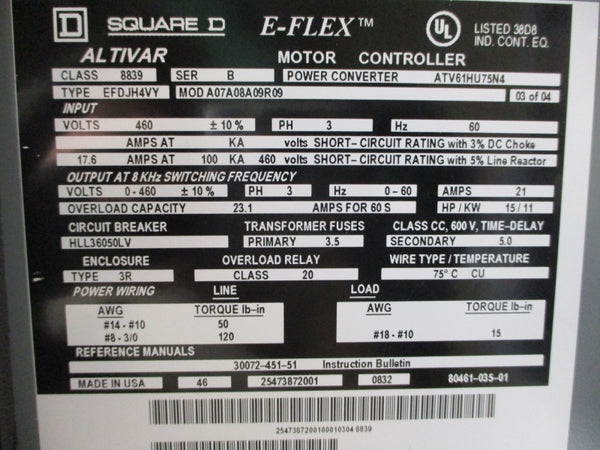 D SQUARE D E-FLEX™ UL LISTED 38D8
IND. CONT. EQ.
ALTIVAR MOTOR CONTROLLER
CLASS 8839 SER B POWER CONVERTER ATV61HU75N4
TYPE EFDJH4VY MOD A07A08A09R09 03 of 04
INPUT
VOLTS 460 ± 10 % PH 3 Hz 60
AMPS AT KA volts SHORT– CIRCUIT RATING with 3% DC Choke
17.6 AMPS AT 100 KA 460 volts SHORT– CIRCUIT RATING with 5% Line Reactor
OUTPUT AT 8 KHz SWITCHING FREQUENCY
VOLTS 0 - 460 ± 10% PH 3 Hz 0 – 60 AMPS 21
OVERLOAD CAPACITY 23.1 AMPS FOR 60 S HP / KW 15 / 11
CIRCUIT BREAKER TRANSFORMER FUSES CLASS CC, 600 V, TIME–DELAY
HLL36050LV PRIMARY 3.5 SECONDARY 5.0
ENCLOSURE OVERLOAD RELAY WIRE TYPE / TEMPERATURE
TYPE 3R CLASS 20 75° C CU
POWER WIRING LINE LOAD
AWG TORQUE lb–in AWG TORQUE lb–in
#14 - #10 50 #18 - #10 15
#8 - 3/0 120
REFERENCE MANUALS
30072–451–51 Instruction Bulletin
MADE IN USA 46 25473872001 0832 80461–035–01
2547387200100010304 8839